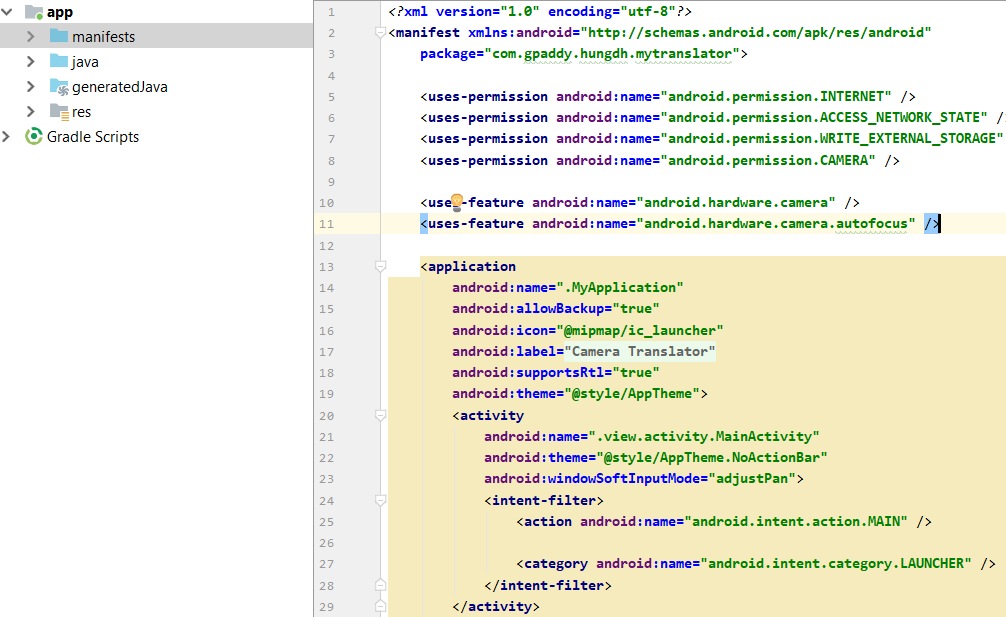 app
manifests
java
generatedJava
res
Gradle Scripts
1 <?xml version="1.0" encoding="utf-8"?>
2 <manifest xmlns:android="http://schemas.android.com/apk/res/android"
3 package="com.gpaddy.hungdh.mytranslator">
4
5 <uses-permission android:name="android.permission.INTERNET" />
6 <uses-permission android:name="android.permission.ACCESS_NETWORK_STATE" /
7 <uses-permission android:name="android.permission.WRITE_EXTERNAL_STORAGE"
8 <uses-permission android:name="android.permission.CAMERA" />
9
10 <uses-feature android:name="android.hardware.camera" />
11 <uses-feature android:name="android.hardware.camera.autofocus" />
12
13 <application
14 android:name=".MyApplication"
15 android:allowBackup="true"
16 android:icon="@mipmap/ic_launcher"
17 android:label="Camera Translator"
18 android:supportsRtl="true"
19 android:theme="@style/AppTheme">
20 <activity
21 android:name=".view.activity.MainActivity"
22 android:theme="@style/AppTheme.NoActionBar"
23 android:windowSoftInputMode="adjustPan">
24 <intent-filter>
25 <action android:name="android.intent.action.MAIN" />
26
27 <category android:name="android.intent.category.LAUNCHER" />
28 </intent-filter>
29 </activity>